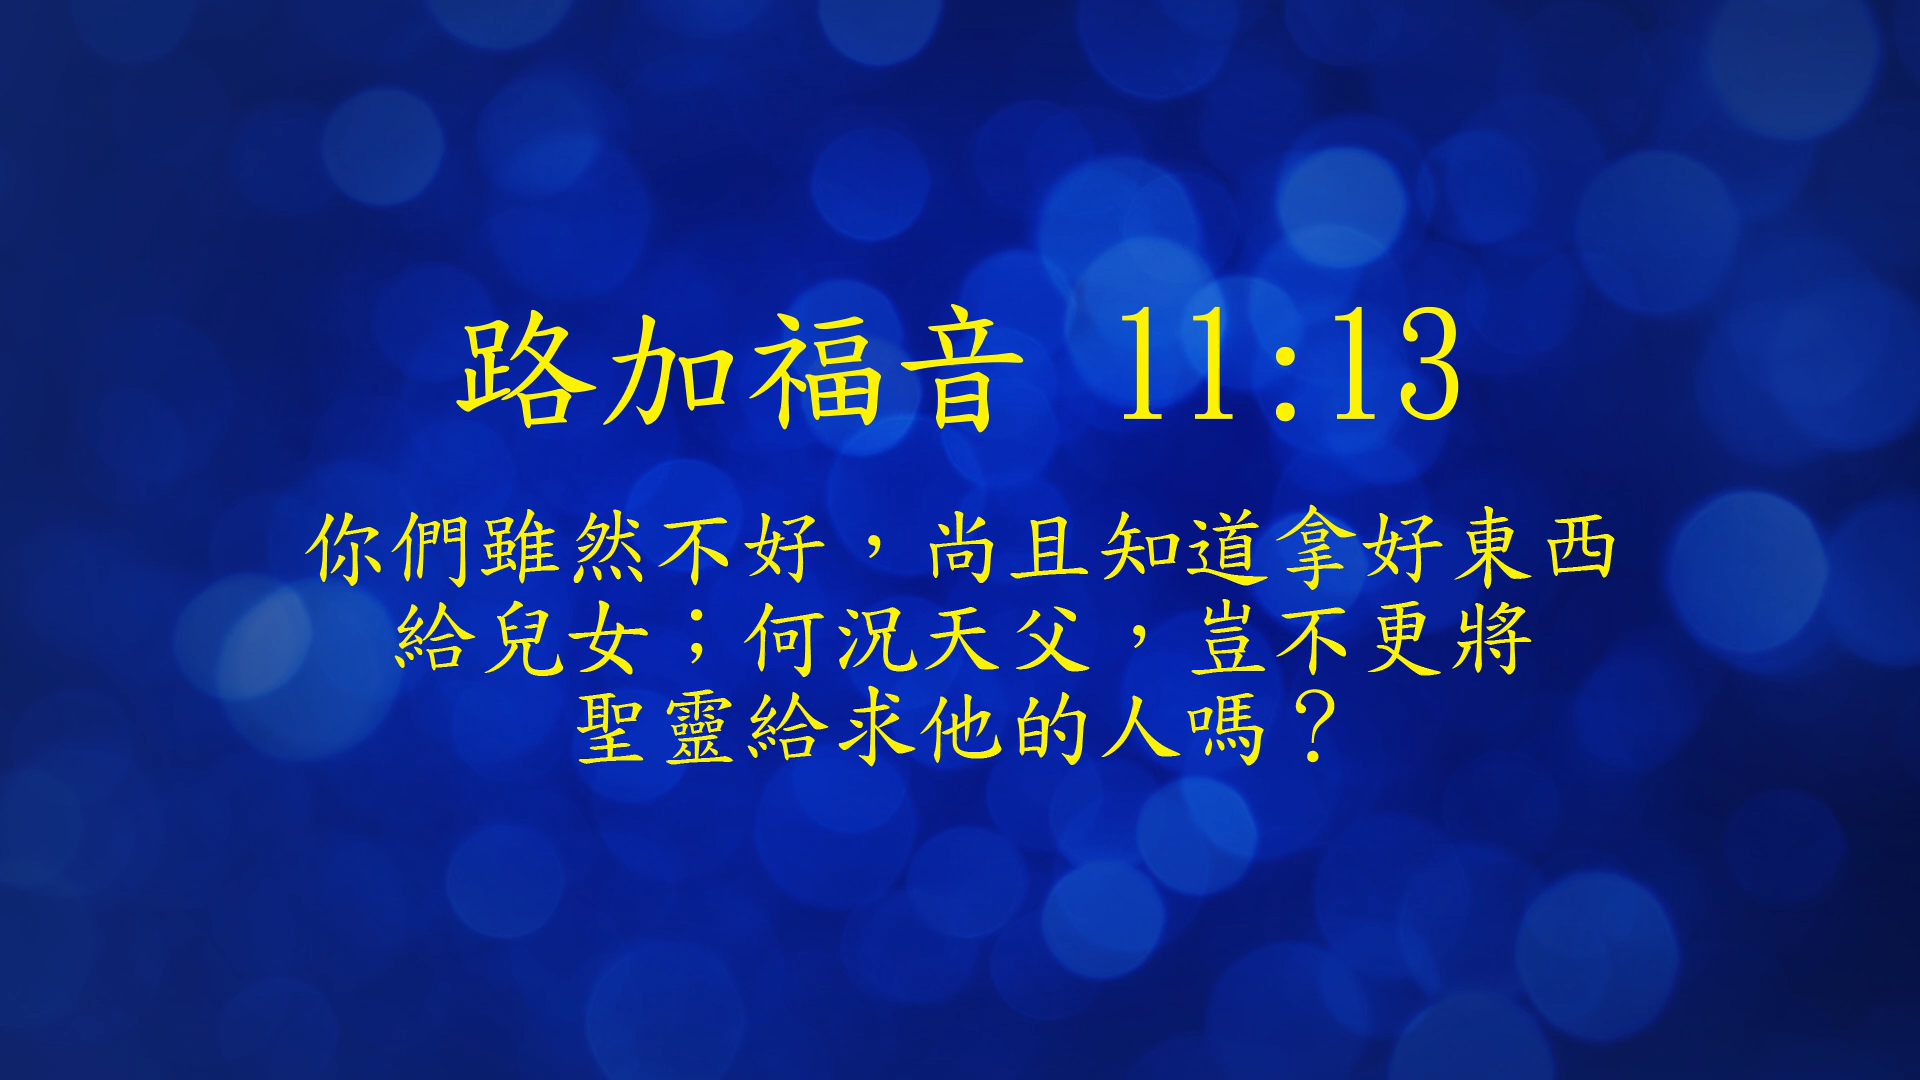 路加福音 11:13
你們雖然不好，尚且知道拿好東西
給兒女；何況天父，豈不更將
聖靈給求他的人嗎？